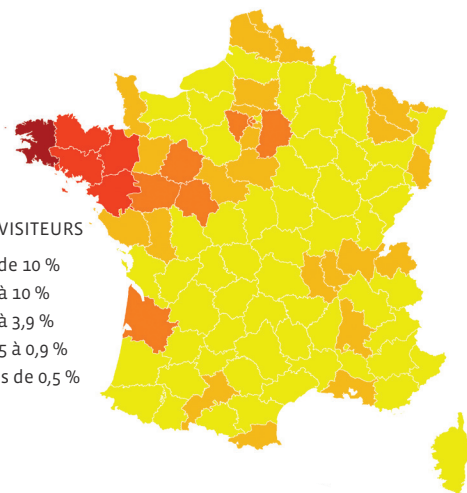 VISITEURS
de 10 %
à 10 %
à 3,9 %
5 à 0,9 %
s de 0,5 %